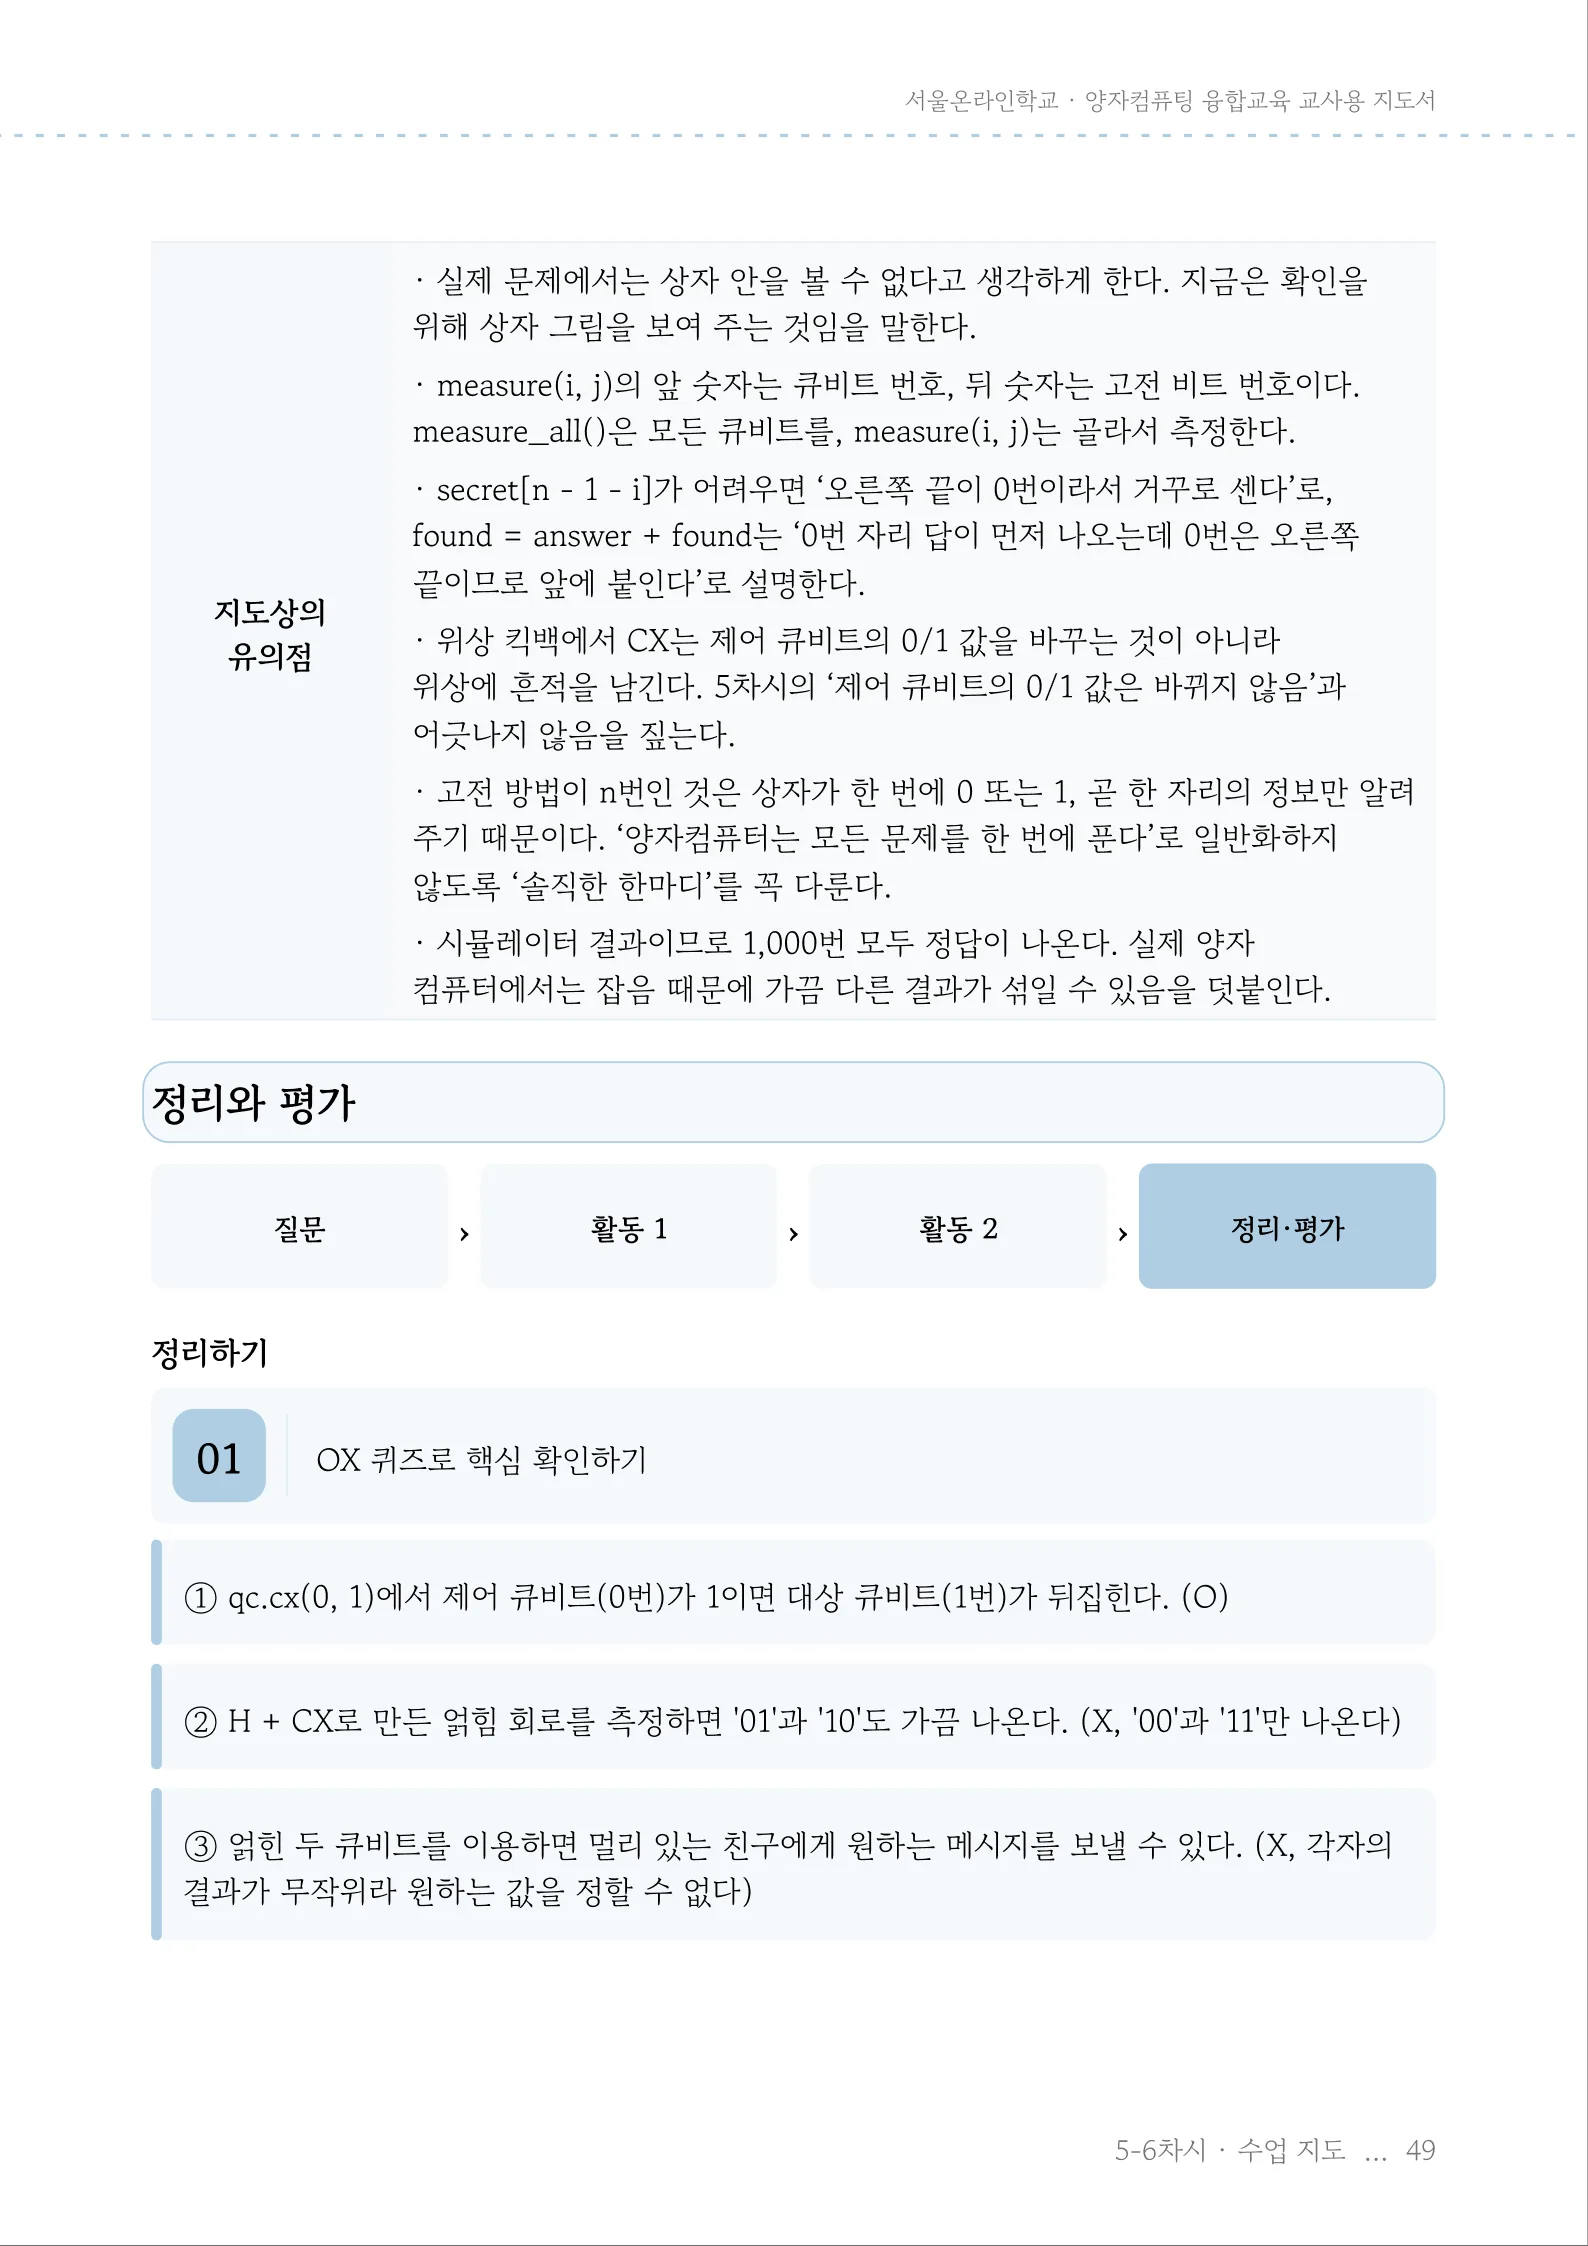 서울온라인학교 · 양자컴퓨팅 융합교육 교사용 지도서
지도상의
유의점
· 실제 문제에서는 상자 안을 볼 수 없다고 생각하게 한다. 지금은 확인을
위해 상자 그림을 보여 주는 것임을 말한다.
· measure(i, j)의 앞 숫자는 큐비트 번호, 뒤 숫자는 고전 비트 번호이다.
measure_all()은 모든 큐비트를, measure(i, j)는 골라서 측정한다.
· secret[n - 1 - i]가 어려우면 ‘오른쪽 끝이 0번이라서 거꾸로 센다’로,
found = answer + found는 ‘0번 자리 답이 먼저 나오는데 0번은 오른쪽
끝이므로 앞에 붙인다’로 설명한다.
· 위상 킥백에서 CX는 제어 큐비트의 0/1 값을 바꾸는 것이 아니라
위상에 흔적을 남긴다. 5차시의 ‘제어 큐비트의 0/1 값은 바뀌지 않음’과
어긋나지 않음을 짚는다.
· 고전 방법이 n번인 것은 상자가 한 번에 0 또는 1, 곧 한 자리의 정보만 알려
주기 때문이다. ‘양자컴퓨터는 모든 문제를 한 번에 푼다’로 일반화하지
않도록 ‘솔직한 한마디’를 꼭 다룬다.
· 시뮬레이터 결과이므로 1,000번 모두 정답이 나온다. 실제 양자
컴퓨터에서는 잡음 때문에 가끔 다른 결과가 섞일 수 있음을 덧붙인다.
정리와 평가
질문 › 활동 1 › 활동 2 › 정리·평가
정리하기
01 OX 퀴즈로 핵심 확인하기
① qc.cx(0, 1)에서 제어 큐비트(0번)가 1이면 대상 큐비트(1번)가 뒤집힌다. (O)
② H + CX로 만든 얽힘 회로를 측정하면 '01'과 '10'도 가끔 나온다. (X, '00'과 '11'만 나온다)
③ 얽힌 두 큐비트를 이용하면 멀리 있는 친구에게 원하는 메시지를 보낼 수 있다. (X, 각자의
결과가 무작위라 원하는 값을 정할 수 없다)
5-6차시 · 수업 지도 ... 49